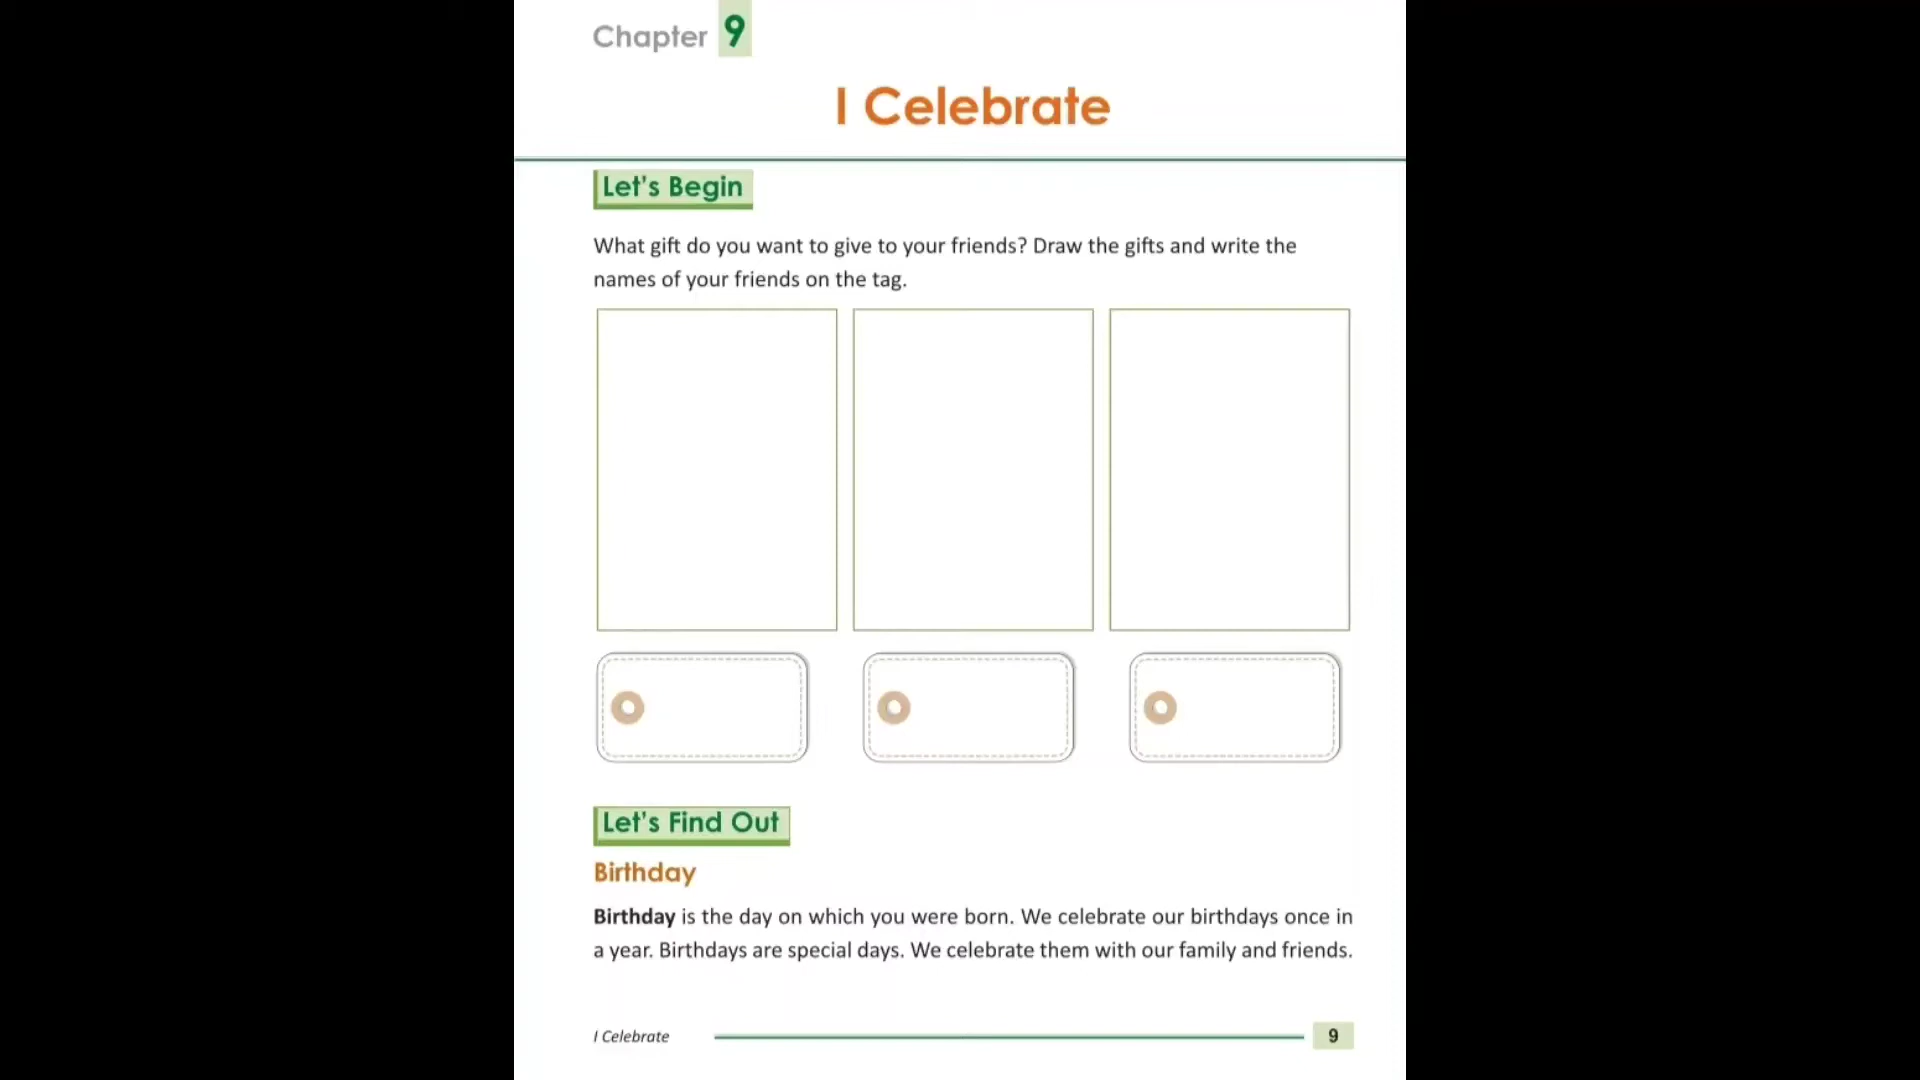 Chapter 9
I Celebrate
Let's Begin
What gift do you want to give to your friends? Draw the gifts and write the
names of your friends on the tag.
Let's Find Out
Birthday
Birthday is the day on which you were born. We celebrate our birthdays once in
a year. Birthdays are special days. We celebrate them with our family and friends.
I Celebrate
9